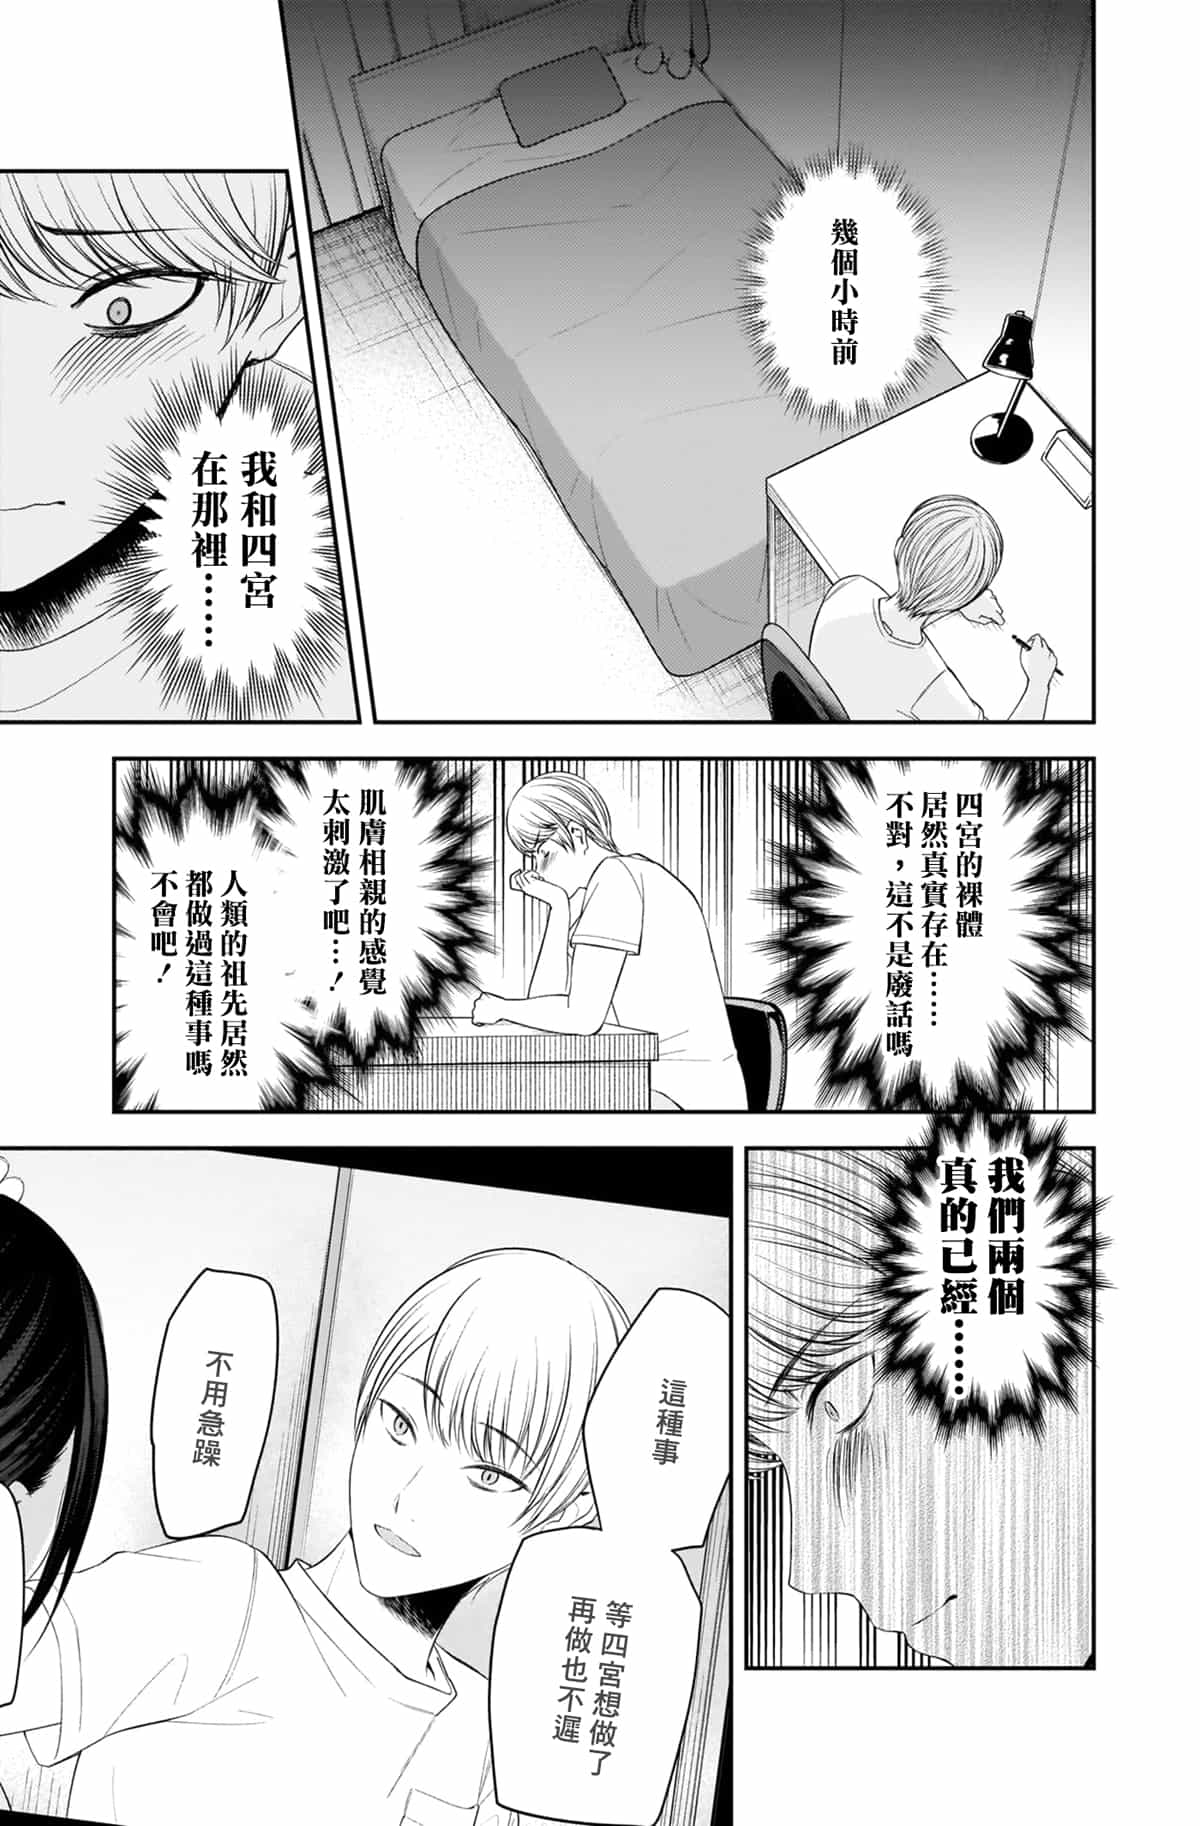 幾個小時前
我和四宮
在那裡……
四宮的裸體
居然真實存在……
不對，這不是廢話嗎
肌膚相親的感覺
太刺激了吧…！
人類的祖先居然
都做過這種事嗎
不會吧！
我們兩個
真的已經……
這種事
等四宮想做了
再做也不遲
不用急躁